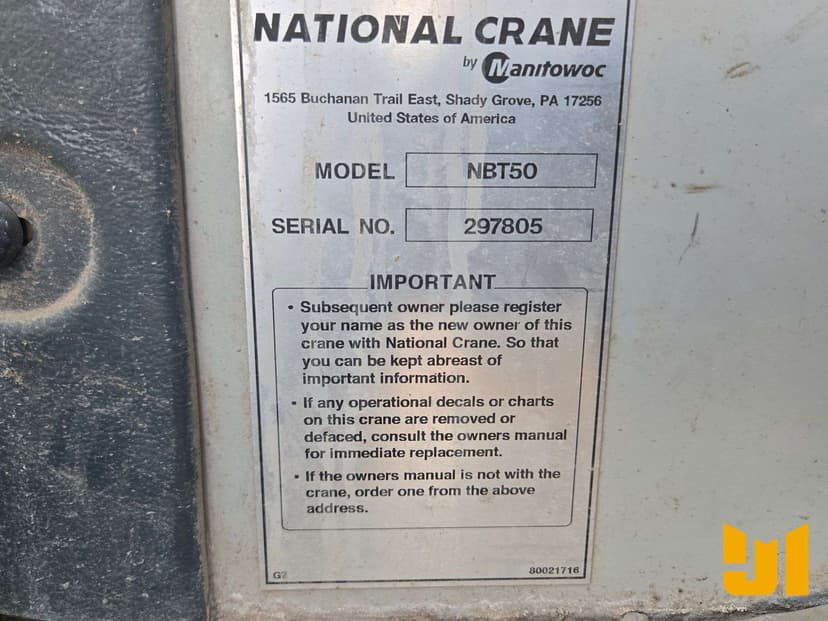 NATIONAL CRANE
by Manitowoc
1565 Buchanan Trail East, Shady Grove, PA 17256
United States of America
MODEL NBT50
SERIAL NO. 297805
IMPORTANT
• Subsequent owner please register
your name as the new owner of this
crane with National Crane. So that
you can be kept abreast of
important information.
• If any operational decals or charts
on this crane are removed or
defaced, consult the owners manual
for immediate replacement.
• If the owners manual is not with the
crane, order one from the above
address.
80021716